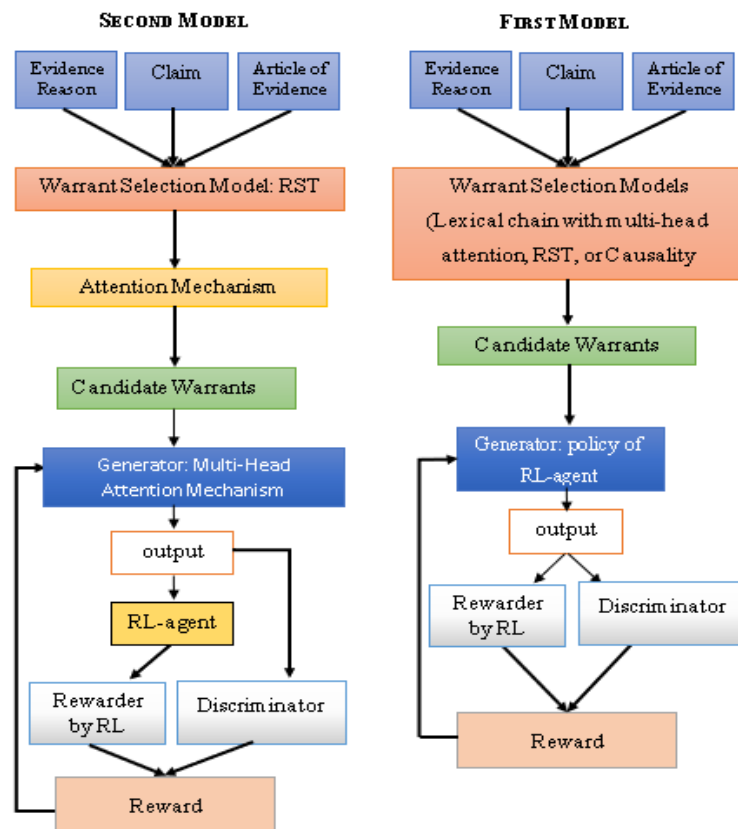 SECOND MODEL
Evidence
Reason
Claim
Article of
Evidence
Warrant Selection Model: RST
Attention Mechanism
Candidate Warrants
Generator: Multi-Head
Attention Mechanism
output
RL-agent
Rewarder
by RL
Discriminator
Reward
FIRST MODEL
Evidence
Reason
Claim
Article of
Evidence
Warrant Selection Models
(Lexical chain with multi-head
attention, RST, or Causality
Candidate Warrants
Generator: policy of
RL-agent
output
Rewarder
by RL
Discriminator
Reward